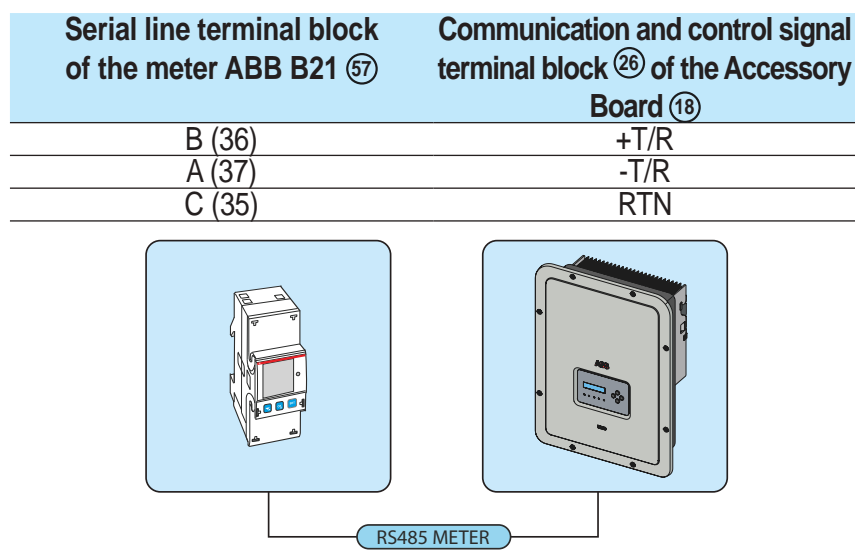 Serial line terminal block
of the meter ABB B21 57
Communication and control signal
terminal block 26 of the Accessory
Board 18
B (36) +T/R
A (37) -T/R
C (35) RTN
ABB
RS485 METER